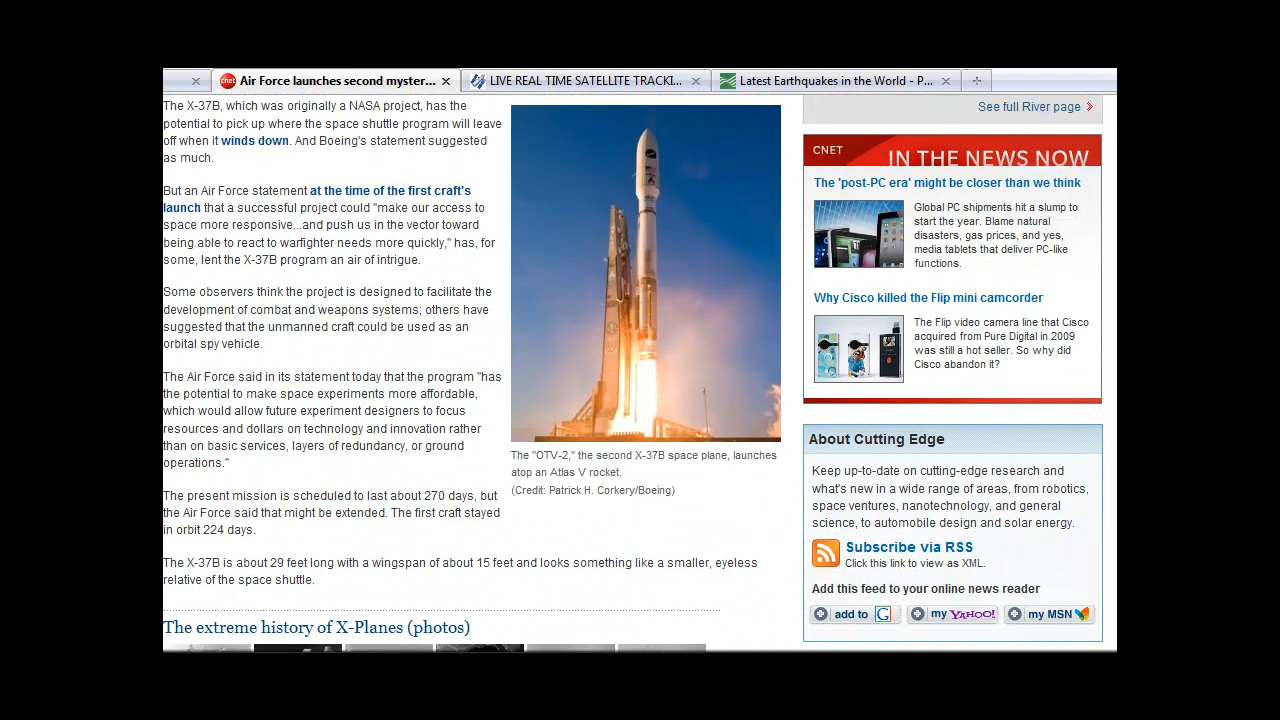 cnet Air Force launches second myster...
LIVE REAL TIME SATELLITE TRACKI...
Latest Earthquakes in the World - P...
The X-37B, which was originally a NASA project, has the
potential to pick up where the space shuttle program will leave
off when it winds down. And Boeing's statement suggested
as much.
But an Air Force statement at the time of the first craft's
launch that a successful project could "make our access to
space more responsive...and push us in the vector toward
being able to react to warfighter needs more quickly," has, for
some, lent the X-37B program an air of intrigue.
Some observers think the project is designed to facilitate the
development of combat and weapons systems; others have
suggested that the unmanned craft could be used as an
orbital spy vehicle.
The Air Force said in its statement today that the program "has
the potential to make space experiments more affordable,
which would allow future experiment designers to focus
resources and dollars on technology and innovation rather
than on basic services, layers of redundancy, or ground
operations."
The present mission is scheduled to last about 270 days, but
the Air Force said that might be extended. The first craft stayed
in orbit 224 days.
The X-37B is about 29 feet long with a wingspan of about 15 feet and looks something like a smaller, eyeless
relative of the space shuttle.
The extreme history of X-Planes (photos)
The "OTV-2," the second X-37B space plane, launches
atop an Atlas V rocket.
(Credit: Patrick H. Corkery/Boeing)
See full River page
CNET IN THE NEWS NOW
The 'post-PC era' might be closer than we think
Global PC shipments hit a slump to
start the year. Blame natural
disasters, gas prices, and yes,
media tablets that deliver PC-like
functions.
Why Cisco killed the Flip mini camcorder
The Flip video camera line that Cisco
acquired from Pure Digital in 2009
was still a hot seller. So why did
Cisco abandon it?
About Cutting Edge
Keep up-to-date on cutting-edge research and
what's new in a wide range of areas, from robotics,
space ventures, nanotechnology, and general
science, to automobile design and solar energy.
Subscribe via RSS
Click this link to view as XML.
Add this feed to your online news reader
add to G
my YAHOO!
my MSN